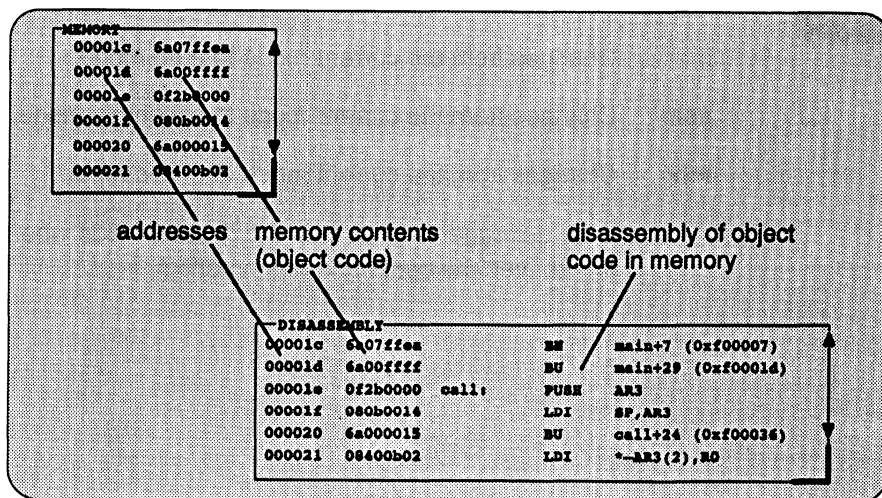 MEMORY
00001c 6a07ffea
00001d 6a00ffff
00001e 0f2b0000
00001f 080b0014
000020 6a000015
000021 08400b02
addresses memory contents disassembly of object
(object code) code in memory
DISASSEMBLY
00001c 6a07ffea BN main+7 (0xf00007)
00001d 6a00ffff BU main+29 (0xf0001d)
00001e 0f2b0000 call: PUSH AR3
00001f 080b0014 LDI SP,AR3
000020 6a000015 BU call+24 (0xf00036)
000021 08400b02 LDI *-AR3(2),R0